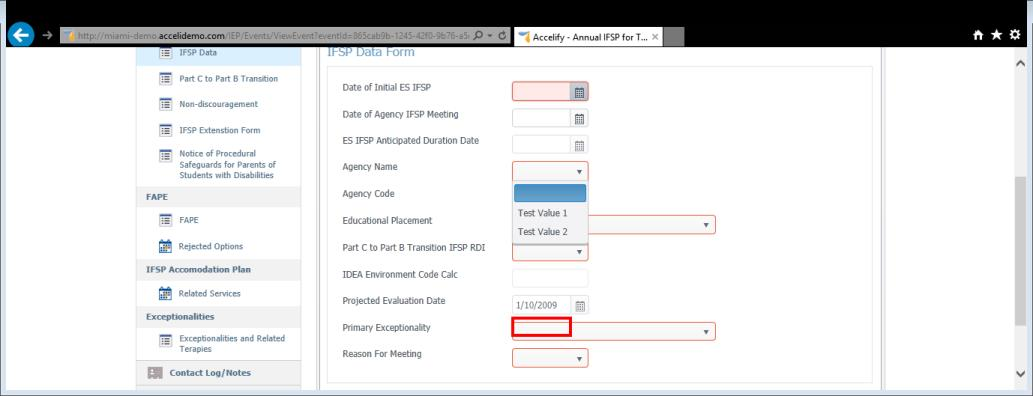 http://miami-demo.accelidemo.com/IEP/Events/ViewEvent?eventId=865cab9b-1245-42f0-9b76-a5
Accelify - Annual IFSP for T...
IFSP Data
Part C to Part B Transition
Non-discouragement
IFSP Extenstion Form
Notice of Procedural
Safeguards for Parents of
Students with Disabilities
FAPE
FAPE
Rejected Options
IFSP Accomodation Plan
Related Services
Exceptionalities
Exceptionalities and Related
Terapies
Contact Log/Notes
IFSP Data Form
Date of Initial ES IFSP
Date of Agency IFSP Meeting
ES IFSP Anticipated Duration Date
Agency Name
Agency Code
Test Value 1
Test Value 2
Educational Placement
Part C to Part B Transition IFSP RDI
IDEA Environment Code Calc
Projected Evaluation Date
1/10/2009
Primary Exceptionality
Reason For Meeting